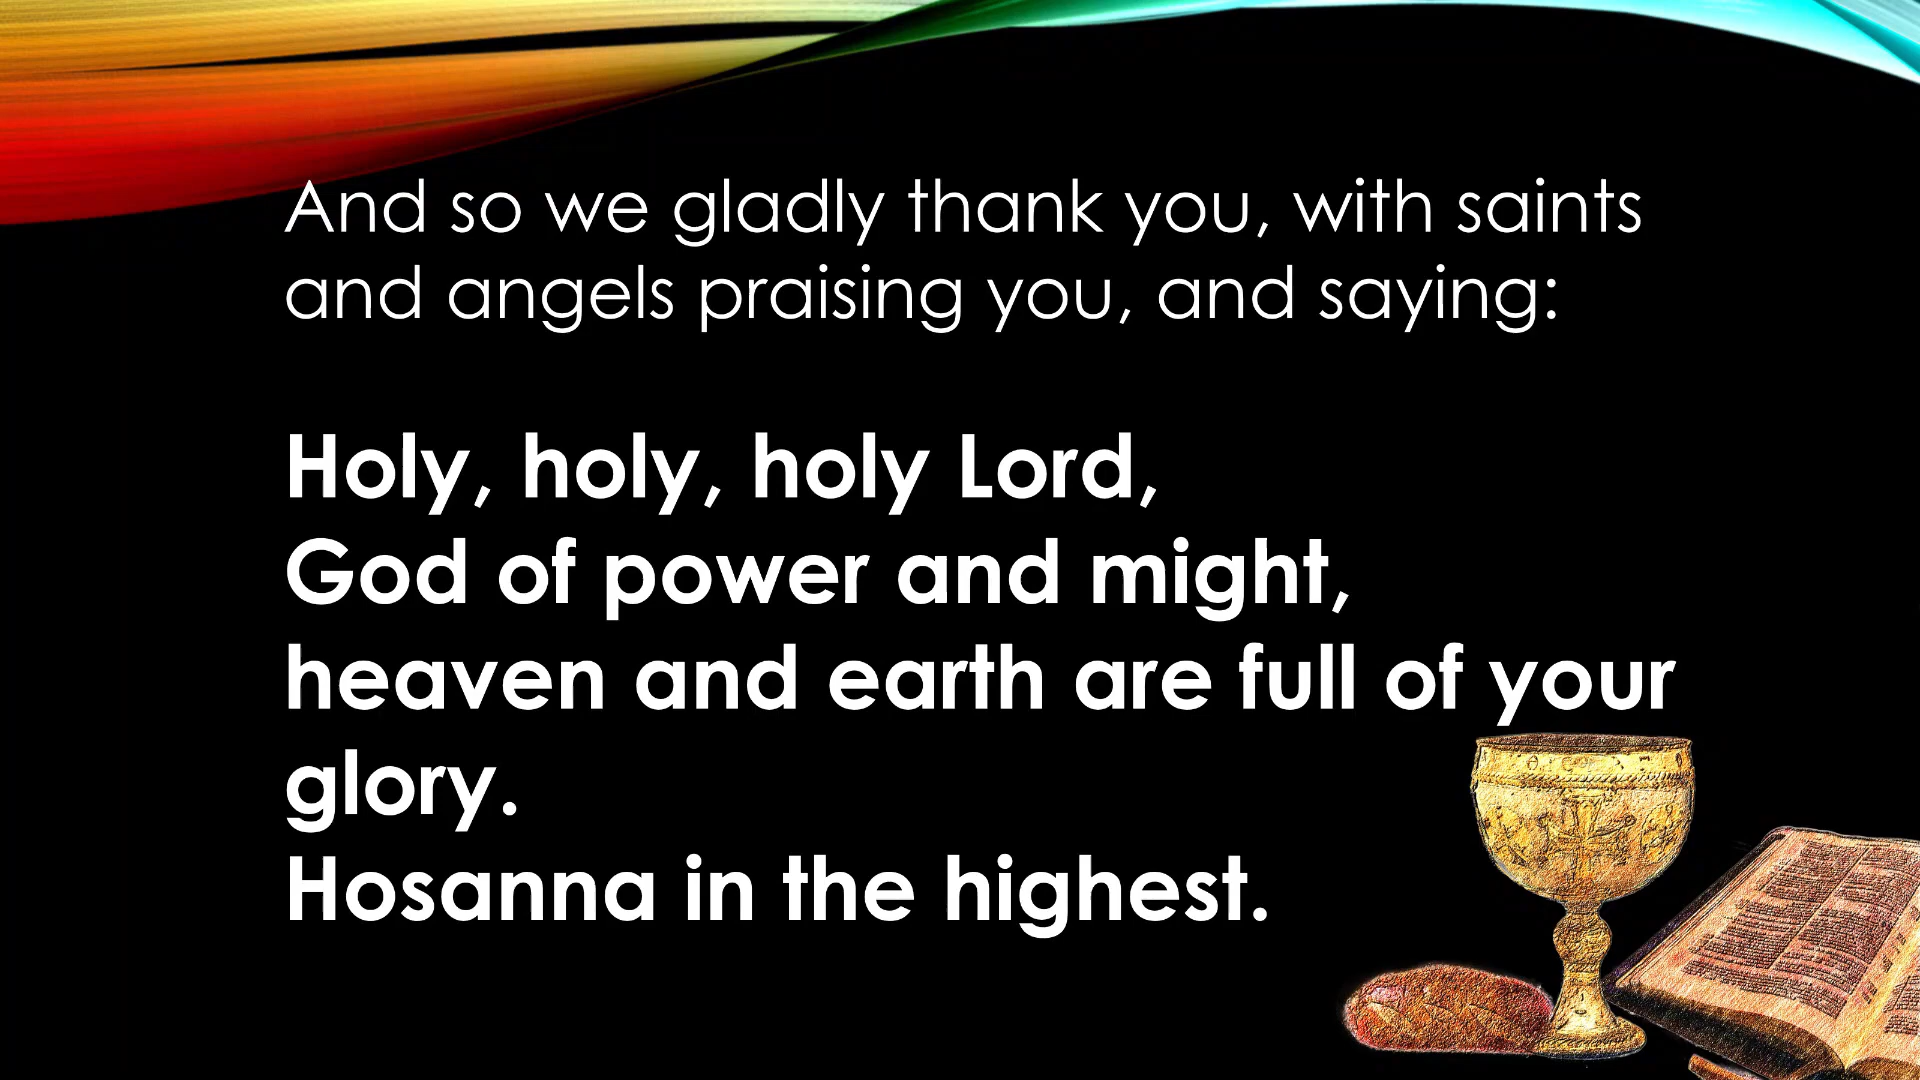 And so we gladly thank you, with saints
and angels praising you, and saying:
Holy, holy, holy Lord,
God of power and might,
heaven and earth are full of your
glory.
Hosanna in the highest.